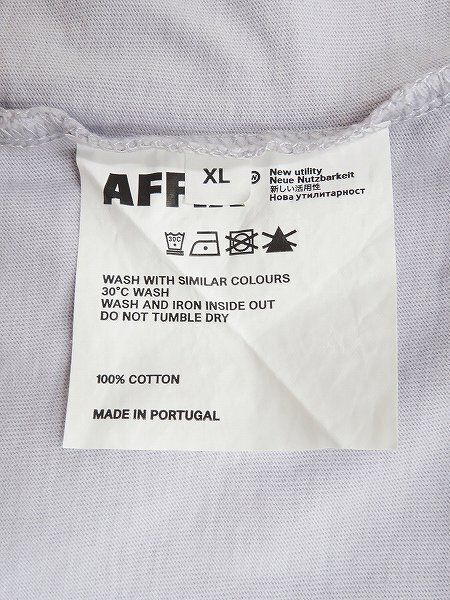 XL
AFF
W
New utility
Neue Nutzbarkeit
新しい活用性
Нова утилитарност
30C
WASH WITH SIMILAR COLOURS
30°C WASH
WASH AND IRON INSIDE OUT
DO NOT TUMBLE DRY
100% COTTON
MADE IN PORTUGAL